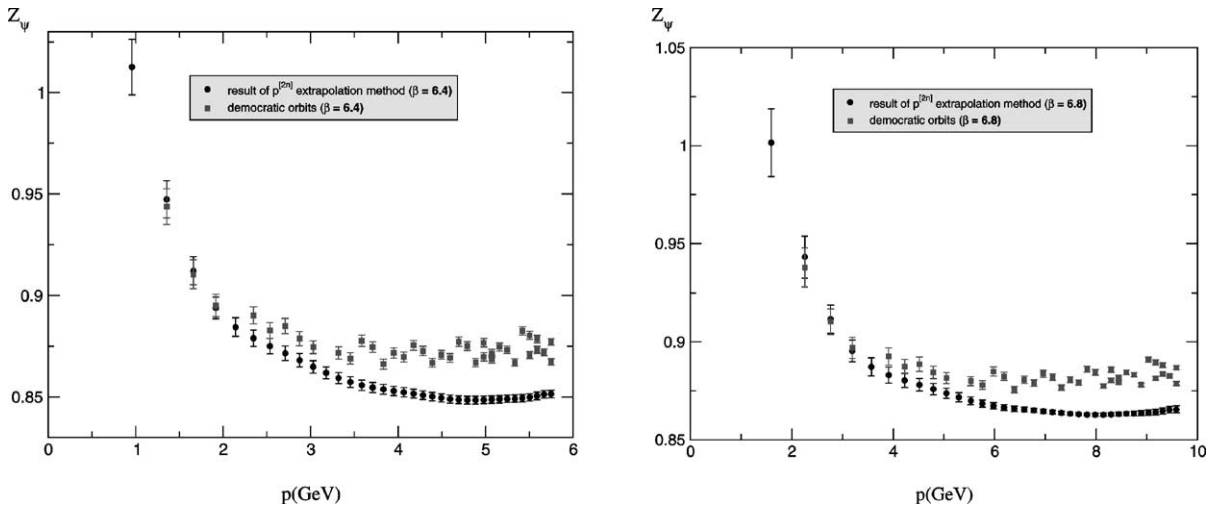 Z_ψ
1
0.95
0.9
0.85
0
1
2
3
4
5
6
p(GeV)
result of p^[2n] extrapolation method (β = 6.4)
democratic orbits (β = 6.4)
Z_ψ
1.05
1
0.95
0.9
0.85
0
2
4
6
8
10
p(GeV)
result of p^[2n] extrapolation method (β = 6.8)
democratic orbits (β = 6.8)